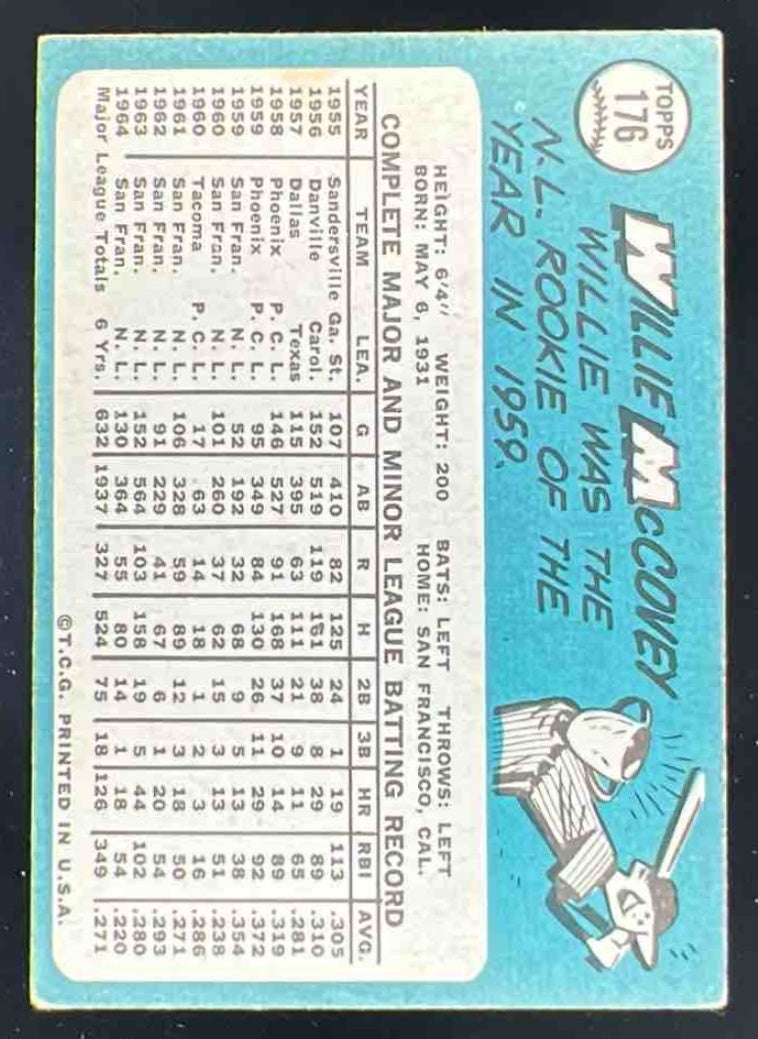 TOPPS
176
WILLIE McCOVEY
WILLIE WAS THE
N.L. ROOKIE OF THE
YEAR IN 1959.
HEIGHT: 6'4" WEIGHT: 200 BATS: LEFT THROWS: LEFT
BORN: MAY 6, 1931 HOME: SAN FRANCISCO, CAL.
COMPLETE MAJOR AND MINOR LEAGUE BATTING RECORD
YEAR TEAM LEA. G AB R H 2B 3B HR RBI AVG.
1955 Sandersville Ga. St. 107 410 82 125 24 1 19 113 .305
1956 Danville Carol. 152 519 119 161 38 8 29 89 .310
1957 Dallas Texas 115 395 63 111 21 9 11 65 .281
1958 Phoenix P. C. L. 146 527 91 168 37 10 14 89 .319
1959 Phoenix P. C. L. 95 349 84 130 26 11 29 92 .372
1959 San Fran. N. L. 52 192 32 68 9 5 13 38 .354
1960 San Fran. N. L. 101 260 37 62 15 3 13 51 .238
1960 Tacoma P. C. L. 17 63 14 18 1 2 3 16 .286
1961 San Fran. N. L. 106 328 59 89 12 3 18 50 .271
1962 San Fran. N. L. 91 229 41 67 6 1 20 54 .293
1963 San Fran. N. L. 152 564 103 158 19 5 44 102 .280
1964 San Fran. N. L. 130 364 55 80 14 1 18 54 .220
Major League Totals 6 Yrs. 632 1937 327 524 75 18 126 349 .271
©T.C.G. PRINTED IN U.S.A.